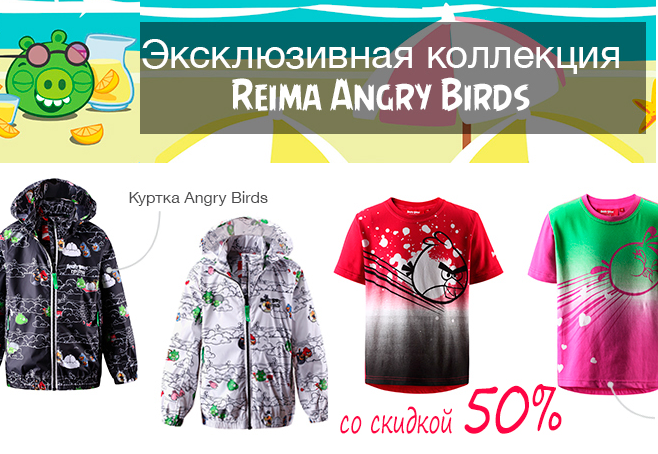 Эксклюзивная коллекция
REIMA ANGRY BIRDS
Куртка Angry Birds
со скидкой 50%